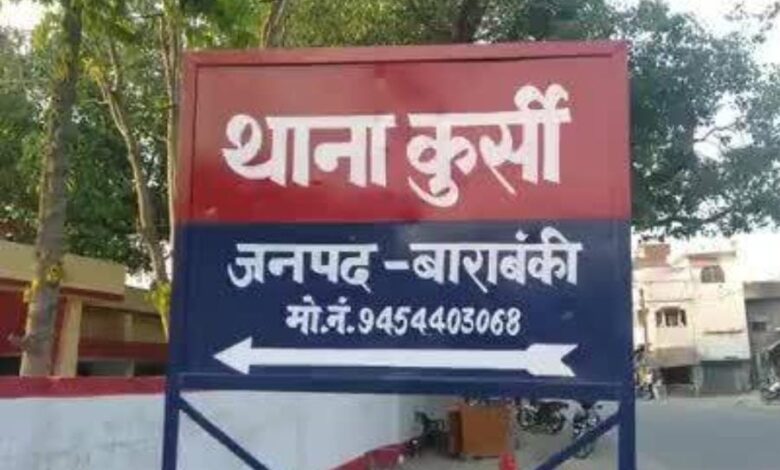 थाना कुर्सी
जनपद - बाराबंकी
मो.नं. 9454403068